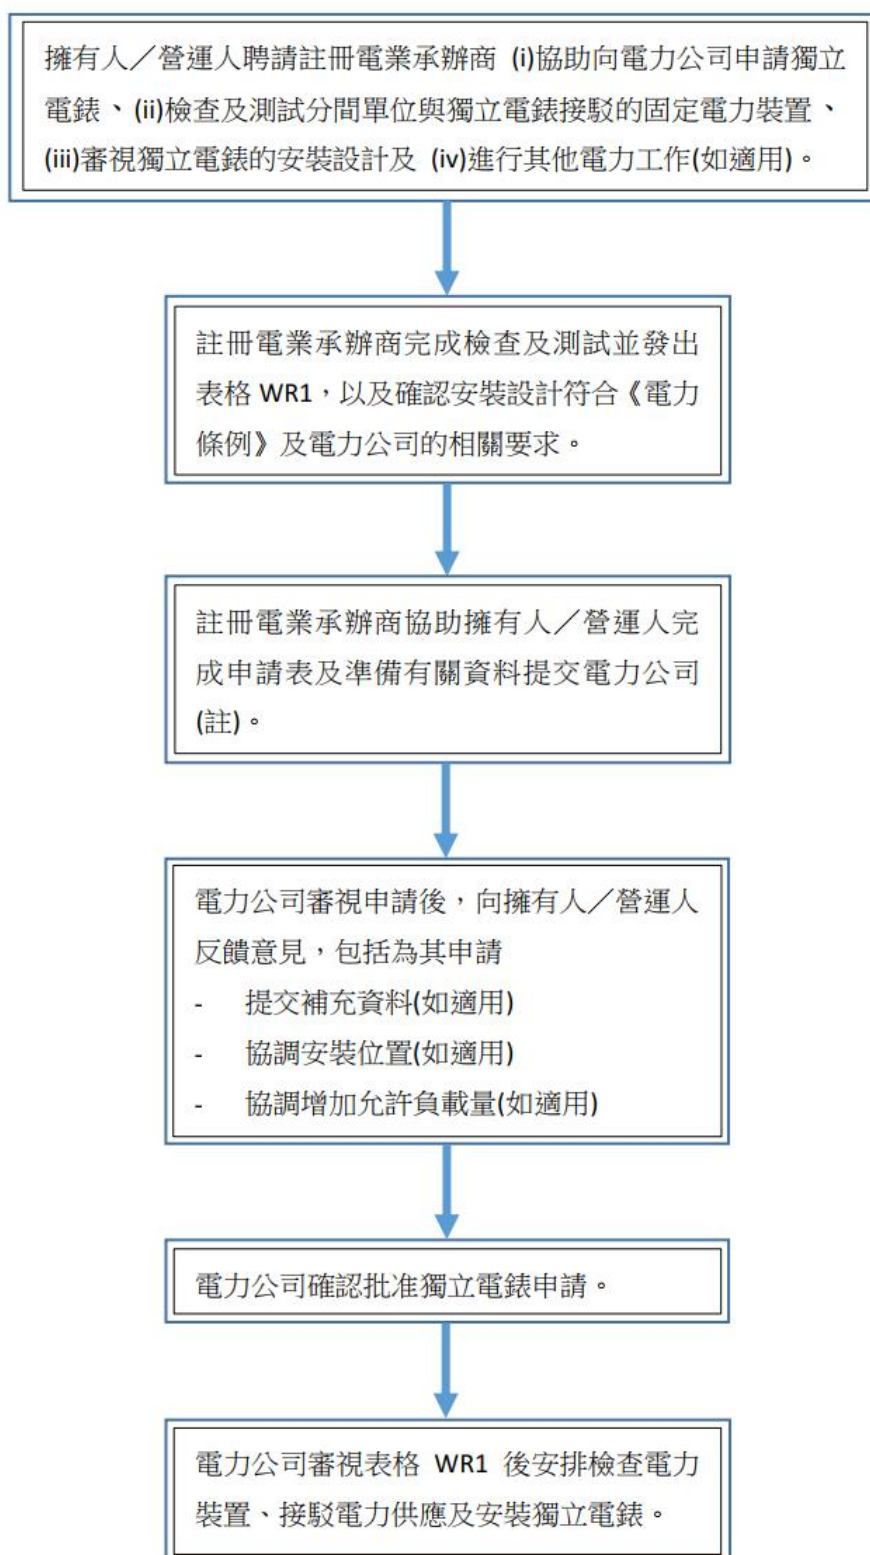 擁有人／營運人聘請註冊電業承辦商 (i)協助向電力公司申請獨立
電錶、(ii)檢查及測試分間單位與獨立電錶接駁的固定電力裝置、
(iii)審視獨立電錶的安裝設計及 (iv)進行其他電力工作(如適用)。
註冊電業承辦商完成檢查及測試並發出
表格 WR1，以及確認安裝設計符合《電力
條例》及電力公司的相關要求。
註冊電業承辦商協助擁有人／營運人完
成申請表及準備有關資料提交電力公司
(註)。
電力公司審視申請後，向擁有人／營運人
反饋意見，包括為其申請
- 提交補充資料(如適用)
- 協調安裝位置(如適用)
- 協調增加允許負載量(如適用)
電力公司確認批准獨立電錶申請。
電力公司審視表格 WR1 後安排檢查電力
裝置、接駁電力供應及安裝獨立電錶。